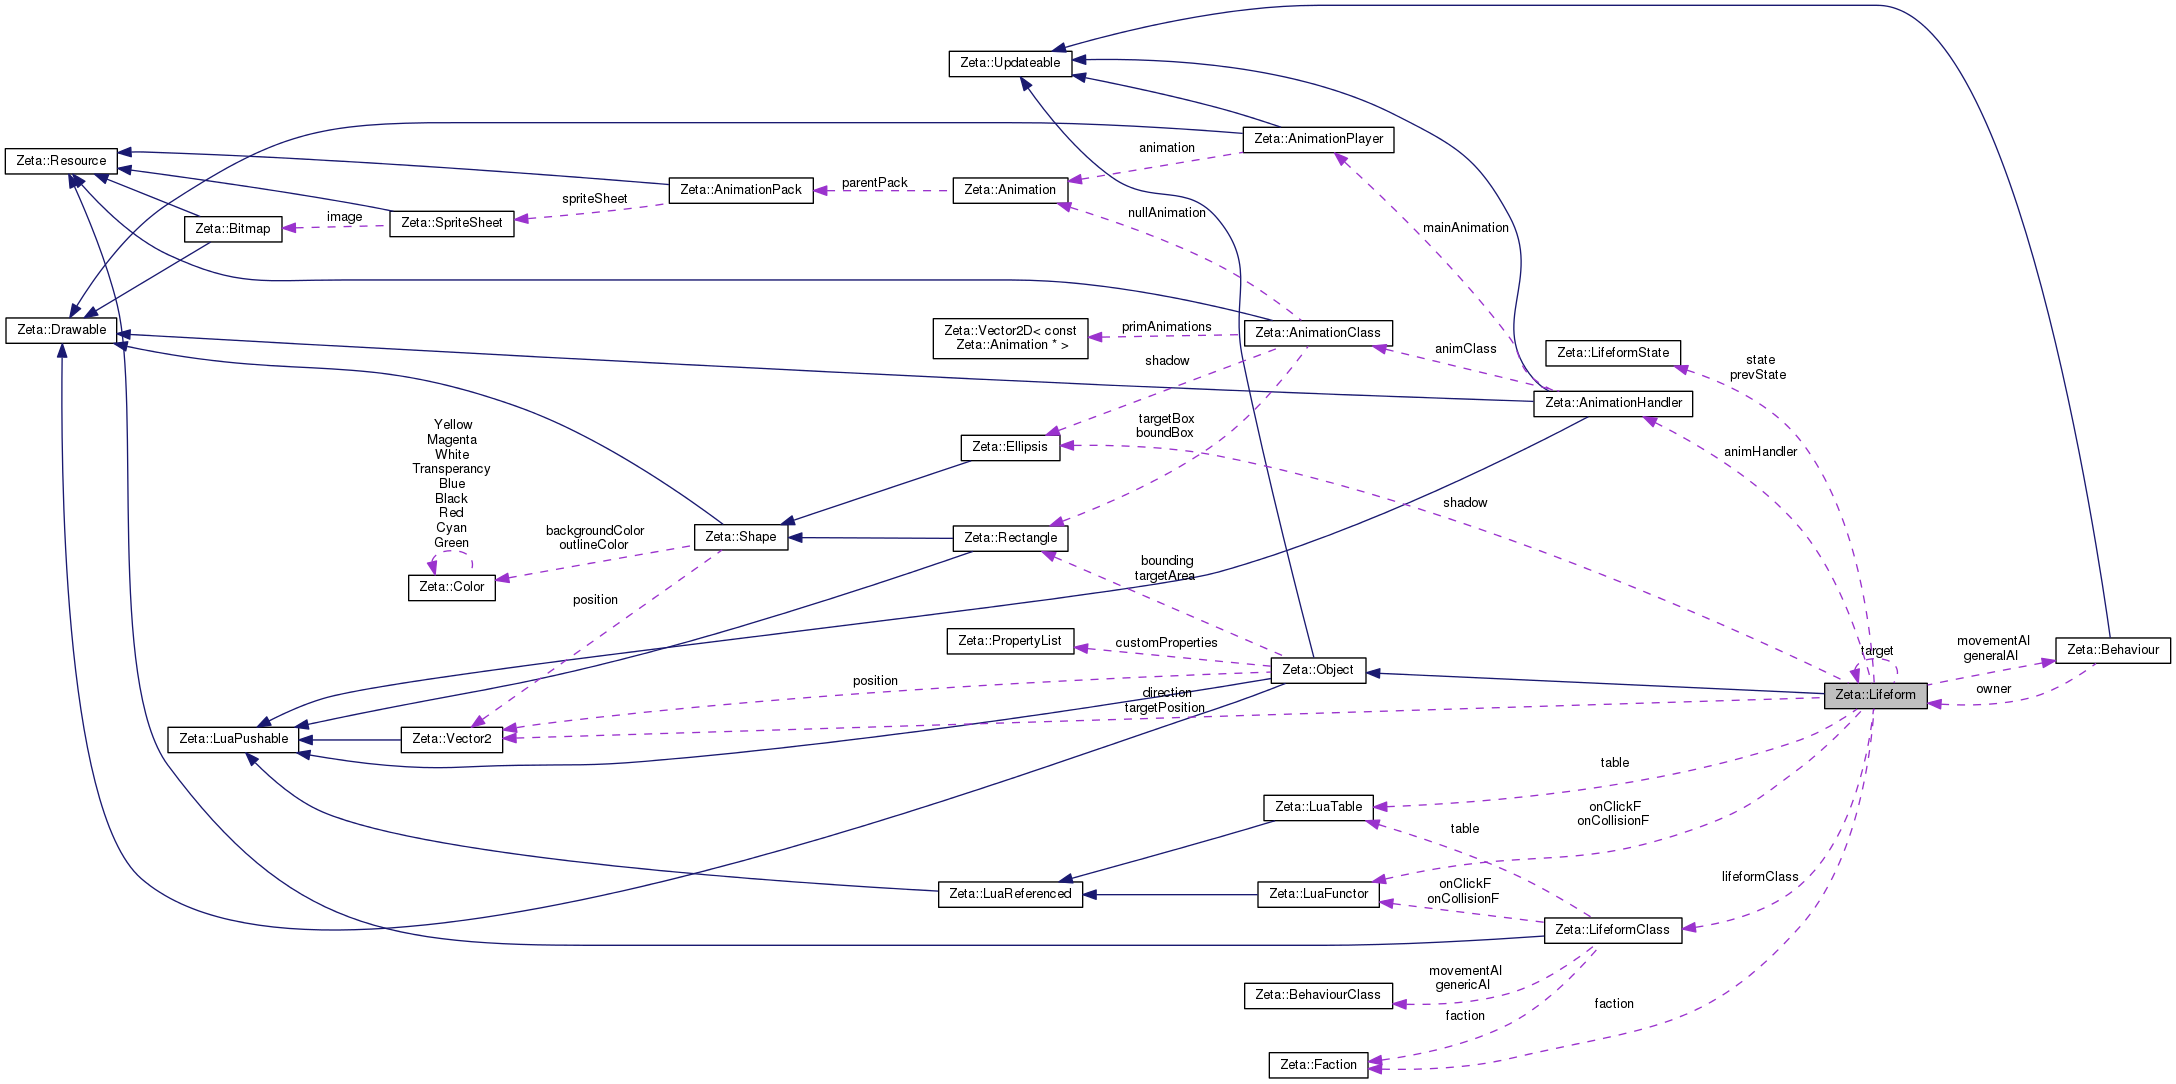 Zeta::Updateable
Zeta::AnimationPlayer
animation
Zeta::Resource
parentPack
Zeta::AnimationPack
Zeta::Animation
spriteSheet
nullAnimation
image
Zeta::SpriteSheet
Zeta::Bitmap
mainAnimation
Zeta::Drawable
Zeta::Vector2D< const
Zeta::Animation * >
primAnimations
Zeta::AnimationClass
animClass
Zeta::LifeformState
state
prevState
shadow
Zeta::AnimationHandler
targetBox
boundBox
Yellow
Magenta
White
Transperancy
Blue
Black
Red
Cyan
Green
Zeta::Ellipsis
animHandler
shadow
backgroundColor
outlineColor
Zeta::Shape
Zeta::Rectangle
bounding
targetArea
Zeta::Color
position
Zeta::PropertyList
customProperties
movementAI
generalAI
Zeta::Behaviour
target
Zeta::Object
position
direction
targetPosition
Zeta::Lifeform
owner
Zeta::LuaPushable
Zeta::Vector2
table
Zeta::LuaTable
onClickF
onCollisionF
table
lifeformClass
onClickF
onCollisionF
Zeta::LuaReferenced
Zeta::LuaFunctor
Zeta::LifeformClass
movementAI
genericAI
Zeta::BehaviourClass
faction
faction
Zeta::Faction